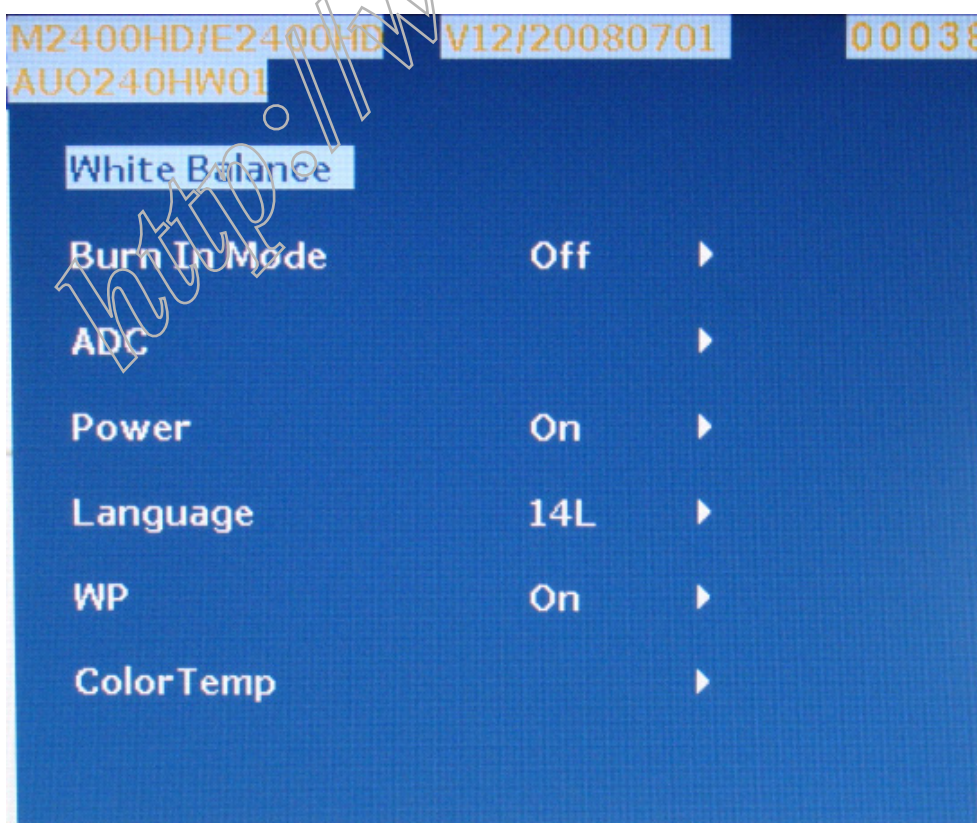 M2400HD/E2400HD V12/20080701 00038
AUO240HW01
White Balance
Burn In Mode Off
ADC
Power On
Language 14L
WP On
ColorTemp
http://